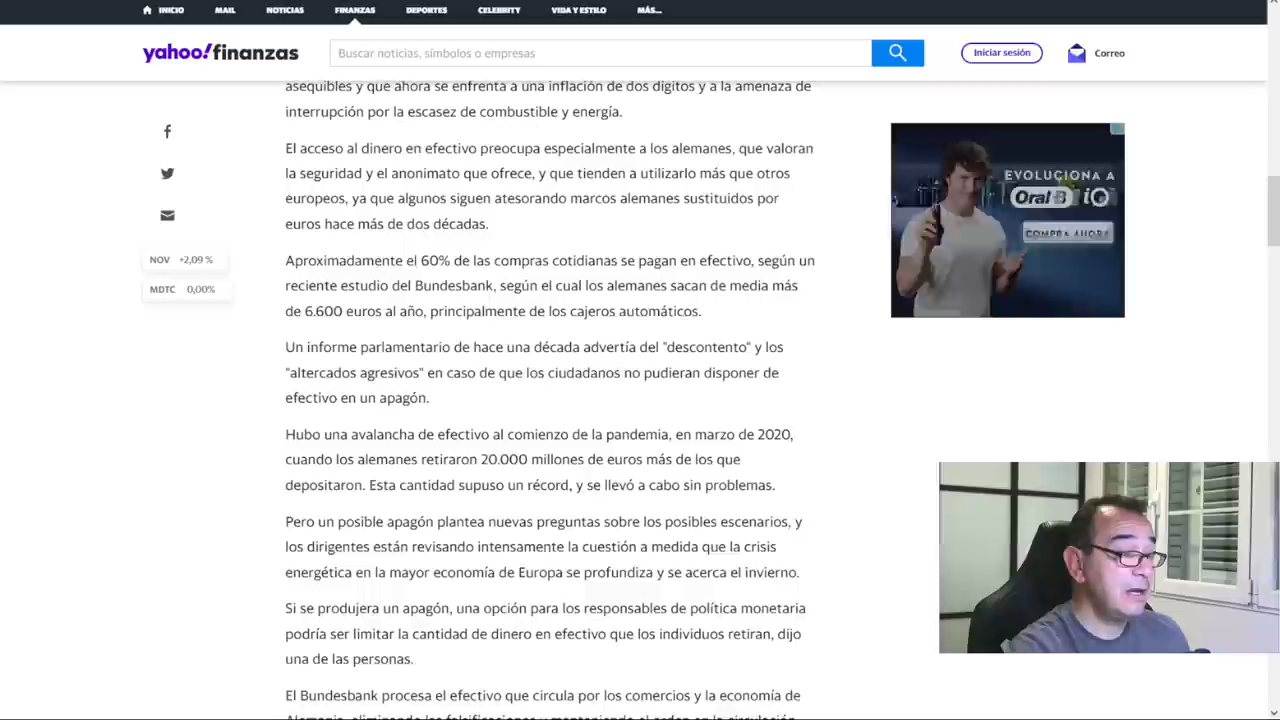 INICIO MAIL NOTICIAS FINANZAS DEPORTES CELEBRITY VIDA Y ESTILO MÁS...
yahoo!finanzas
Buscar noticias, símbolos o empresas
Iniciar sesión
Correo
asequibles y que ahora se enfrenta a una inflación de dos dígitos y a la amenaza de
interrupción por la escasez de combustible y energía.
El acceso al dinero en efectivo preocupa especialmente a los alemanes, que valoran
la seguridad y el anonimato que ofrece, y que tienden a utilizarlo más que otros
europeos, ya que algunos siguen atesorando marcos alemanes sustituidos por
euros hace más de dos décadas.
Aproximadamente el 60% de las compras cotidianas se pagan en efectivo, según un
reciente estudio del Bundesbank, según el cual los alemanes sacan de media más
de 6.600 euros al año, principalmente de los cajeros automáticos.
Un informe parlamentario de hace una década advertía del "descontento" y los
"altercados agresivos" en caso de que los ciudadanos no pudieran disponer de
efectivo en un apagón.
Hubo una avalancha de efectivo al comienzo de la pandemia, en marzo de 2020,
cuando los alemanes retiraron 20.000 millones de euros más de los que
depositaron. Esta cantidad supuso un récord, y se llevó a cabo sin problemas.
Pero un posible apagón plantea nuevas preguntas sobre los posibles escenarios, y
los dirigentes están revisando intensamente la cuestión a medida que la crisis
energética en la mayor economía de Europa se profundiza y se acerca el invierno.
Si se produjera un apagón, una opción para los responsables de política monetaria
podría ser limitar la cantidad de dinero en efectivo que los individuos retiran, dijo
una de las personas.
El Bundesbank procesa el efectivo que circula por los comercios y la economía de
Alemania, eliminando las falsificaciones y manteniendo el orden en la circulación
NOV +2,09 %
MDTC 0,00%
EVOLUCIONA A
Oral-B iO
COMPRA AHORA